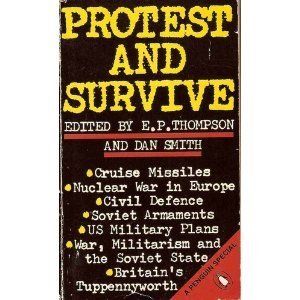 PROTEST
AND
SURVIVE
EDITED BY E.P.THOMPSON
AND DAN SMITH
•Cruise Missiles
•Nuclear War in Europe
•Civil Defence
•Soviet Armaments
•US Military Plans
•War, Militarism and
the Soviet State
•Britain's
Tuppennyworth
A PENGUIN SPECIAL